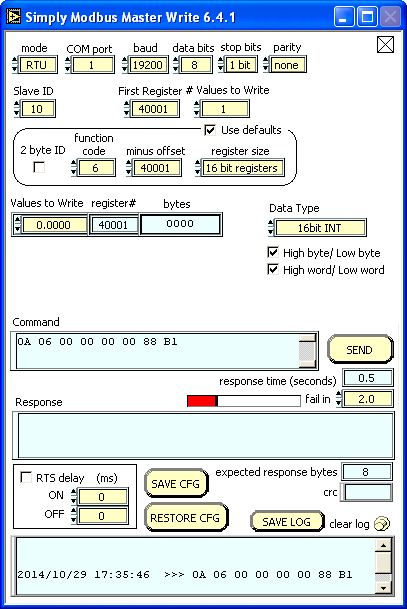 Simply Modbus Master Write 6.4.1
mode COM port baud data bits stop bits parity
RTU 1 19200 8 1 bit none
Slave ID First Register # Values to Write
10 40001 1
Use defaults
2 byte ID function code minus offset register size
6 40001 16 bit registers
Values to Write register# bytes Data Type
0.0000 40001 0000 16bit INT
High byte/ Low byte
High word/ Low word
Command
0A 06 00 00 00 00 88 B1
SEND
response time (seconds) 0.5
Response fail in 2.0
RTS delay (ms) SAVE CFG expected response bytes 8
ON 0 crc
OFF 0 RESTORE CFG SAVE LOG clear log
2014/10/29 17:35:46 >>> 0A 06 00 00 00 00 88 B1